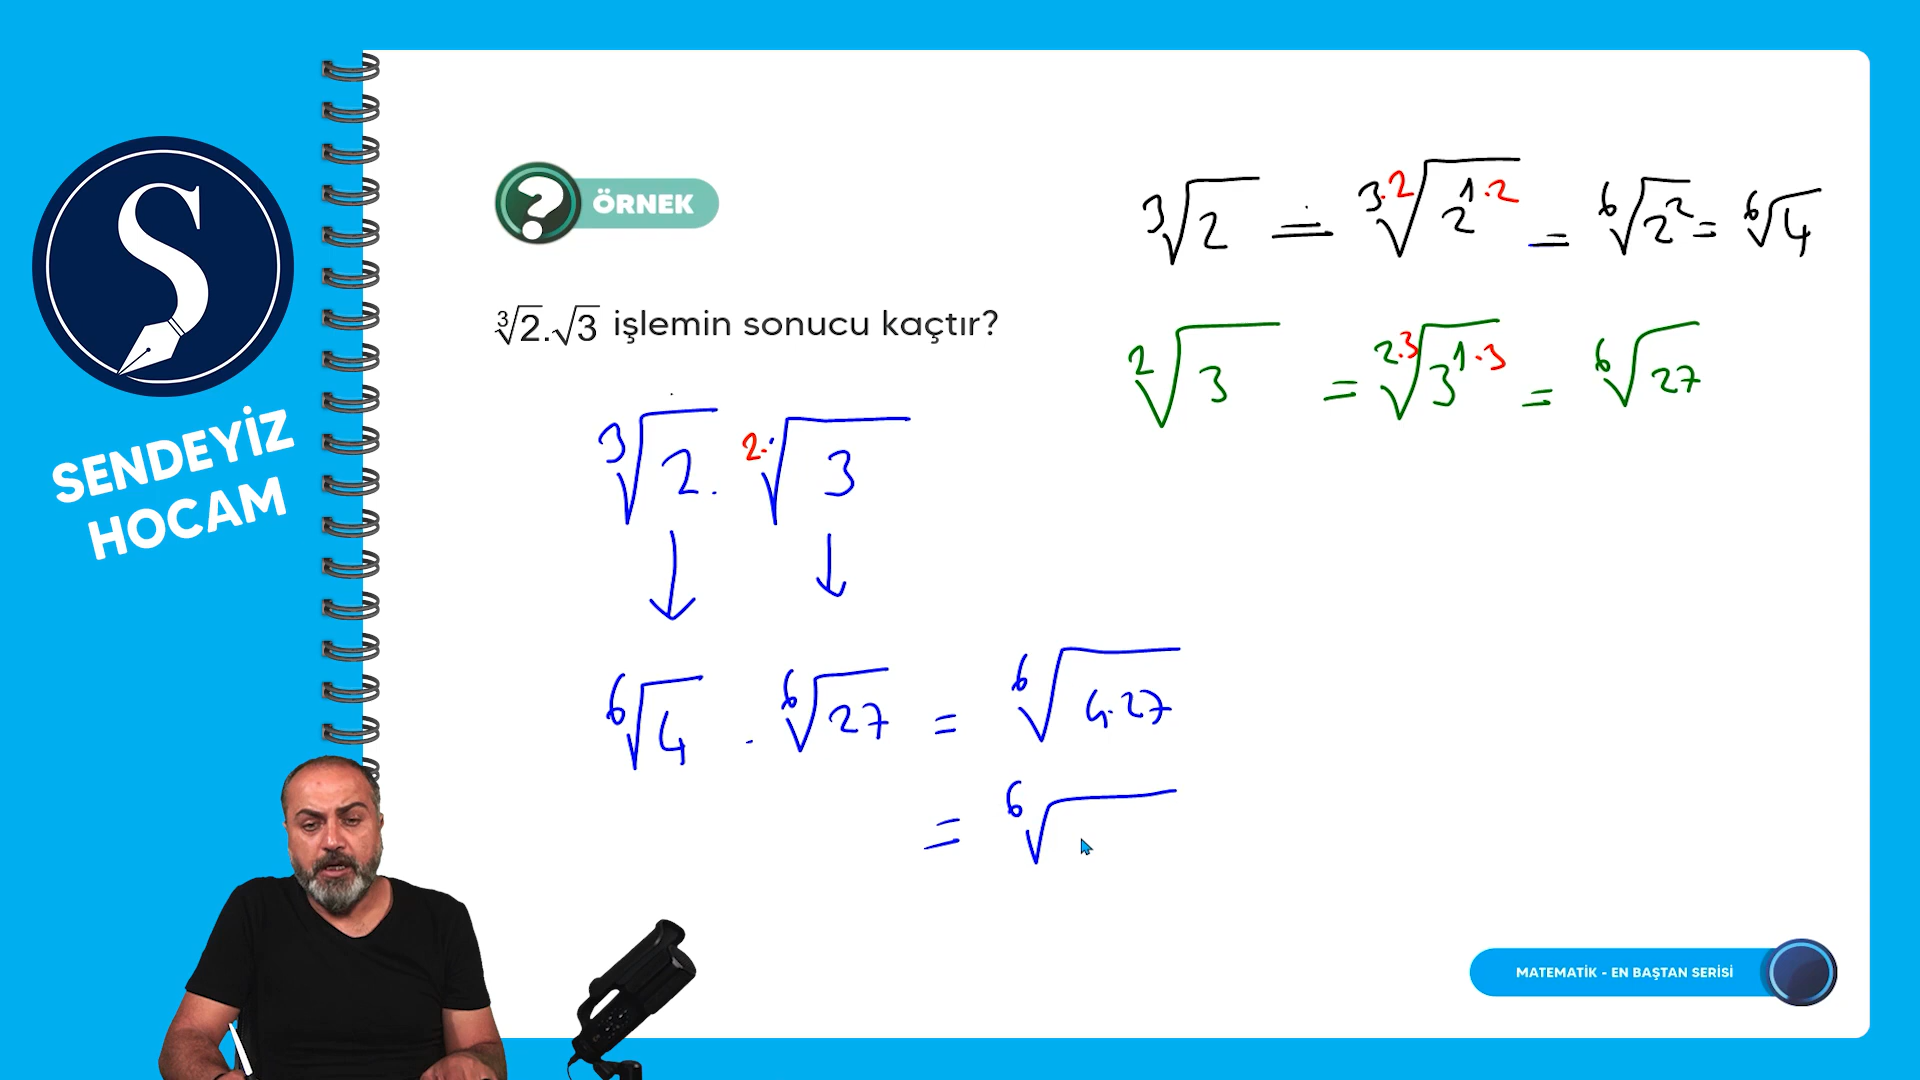 SENDEYİZ
HOCAM
S
? ÖRNEK
∛2.√3 işlemin sonucu kaçtır?
∛2 = ³·²√2¹·² = ⁶√2² = ⁶√4
²√3 = ²·³√3¹·³ = ⁶√27
∛2 . ²√3
⁶√4 . ⁶√27 = ⁶√4·27
= ⁶√
MATEMATİK - EN BAŞTAN SERİSİ